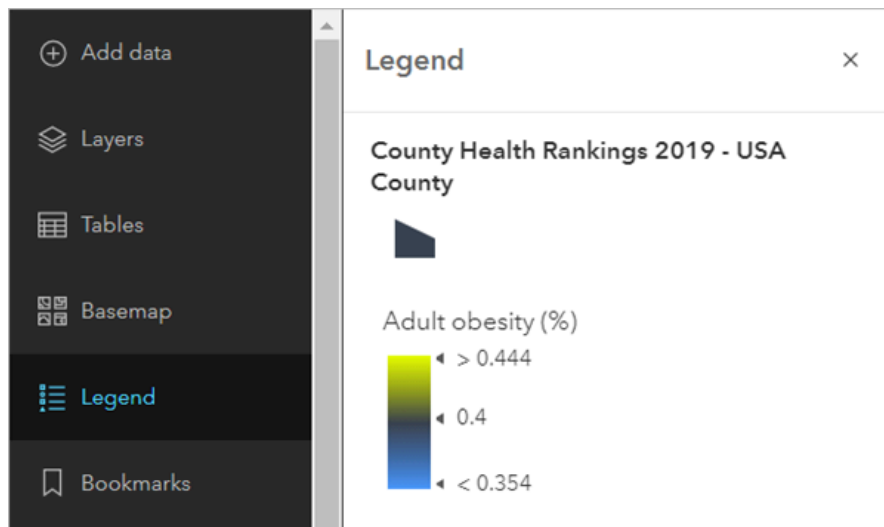 Add data
Layers
Tables
Basemap
Legend
Bookmarks
Legend
County Health Rankings 2019 - USA
County
Adult obesity (%)
> 0.444
0.4
< 0.354